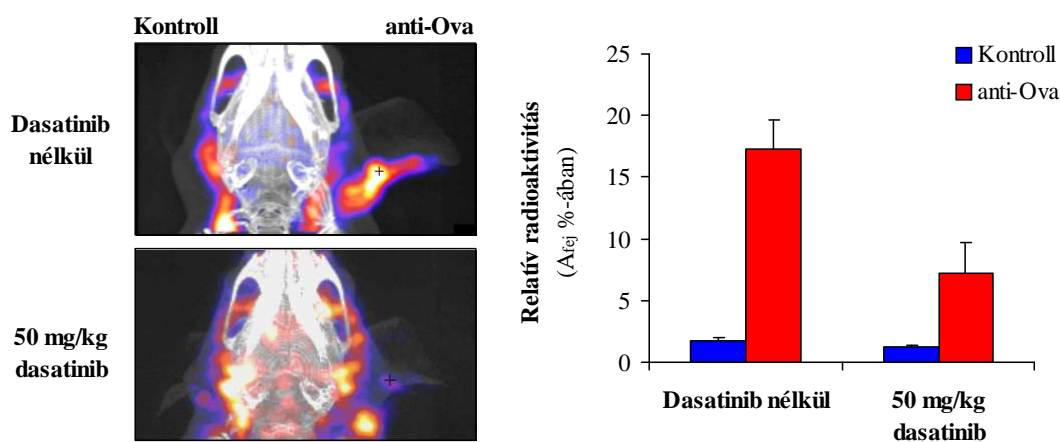 Kontroll anti-Ova
Dasatinib
nélkül
50 mg/kg
dasatinib
Relatív radioaktivitás
(Afej %-ában)
25
20
15
10
5
0
Kontroll
anti-Ova
Dasatinib nélkül
50 mg/kg
dasatinib